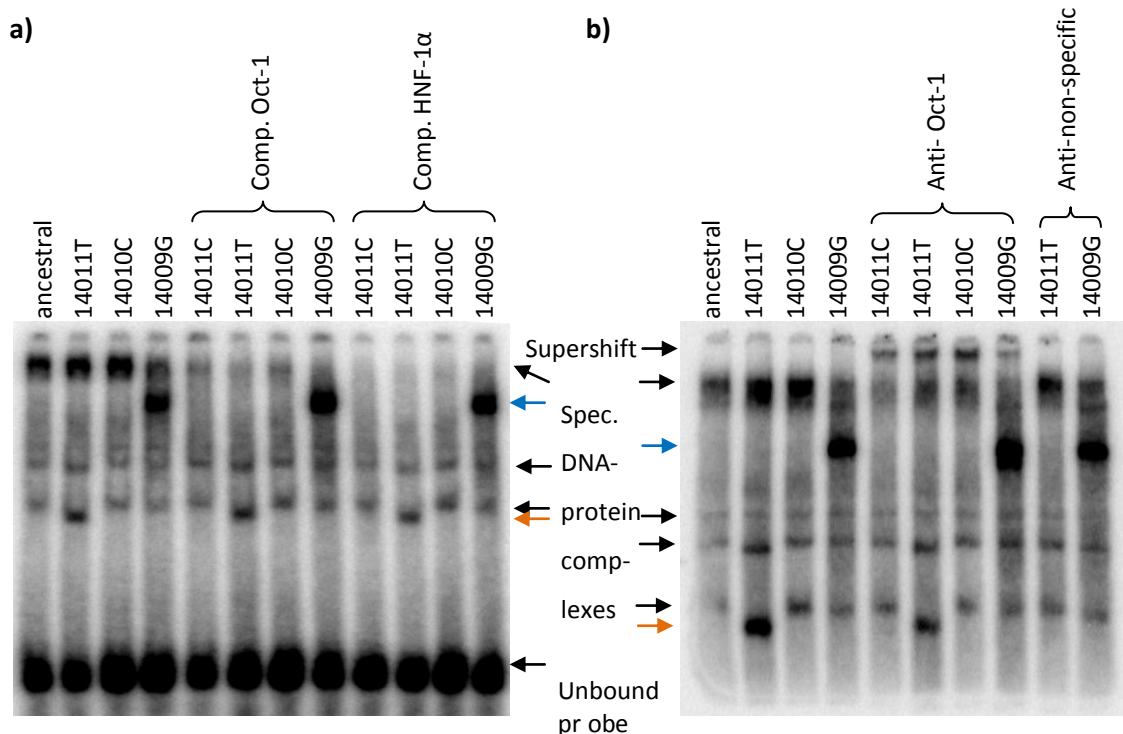 a)
Comp. Oct-1
Comp. HNF-1α
ancestral
14011T
14010C
14009G
14011C
14011T
14010C
14009G
14011C
14011T
14010C
14009G
b)
Anti- Oct-1
Anti-non-specific
ancestral
14011T
14010C
14009G
14011C
14011T
14010C
14009G
14011T
14009G
Supershift
Spec.
DNA-
protein
comp-
lexes
Unbound
pr obe